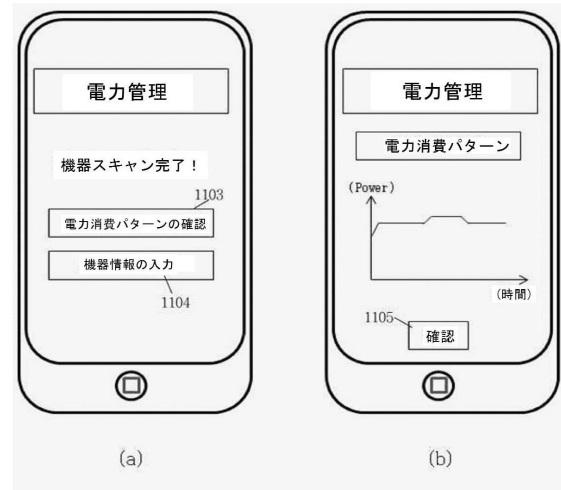 電力管理
機器スキャン完了！
1103
電力消費パターンの確認
機器情報の入力
1104
(a)
電力管理
電力消費パターン
(Power)
(時間)
1105
確認
(b)